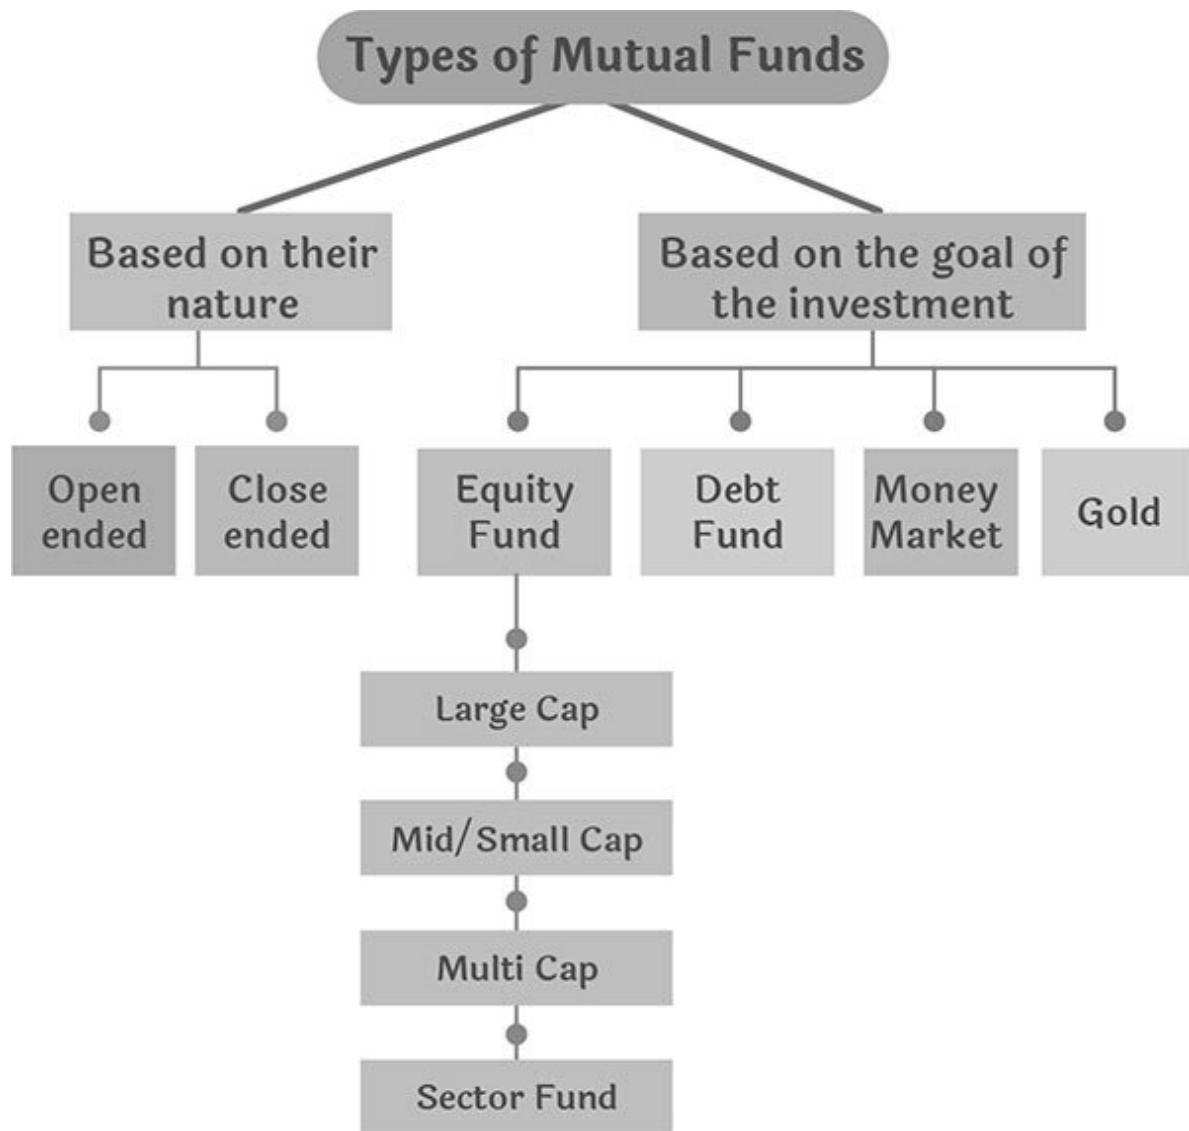 Types of Mutual Funds
Based on their
nature
Based on the goal of
the investment
Open
ended
Close
ended
Equity
Fund
Debt
Fund
Money
Market
Gold
Large Cap
Mid/Small Cap
Multi Cap
Sector Fund